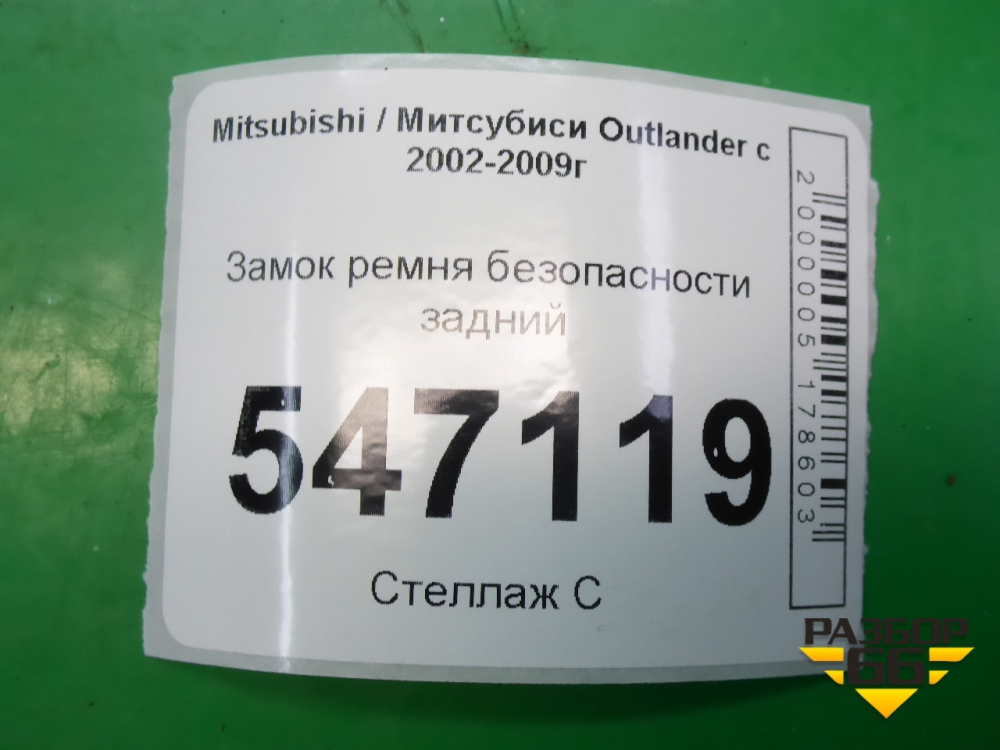 Mitsubishi / Митсубиси Outlander с
2002-2009г
Замок ремня безопасности
задний
547119
Стеллаж С
2000005178603
РАЗБОР
66